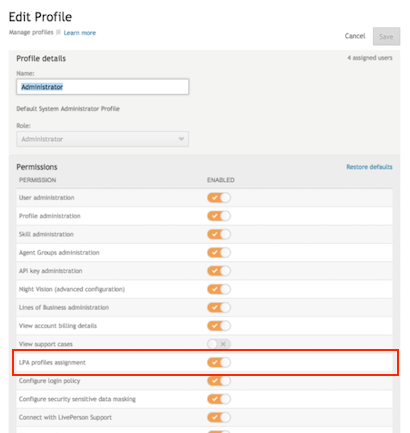 Edit Profile
Manage profiles Learn more
Cancel Save
Profile details 4 assigned users
Name:
Administrator
Default System Administrator Profile
Role:
Administrator
Permissions Restore defaults
PERMISSION ENABLED
User administration
Profile administration
Skill administration
Agent Groups administration
API key administration
Night Vision (advanced configuration)
Lines of Business administration
View account billing details
View support cases
LPA profiles assignment
Configure login policy
Configure security sensitive data masking
Connect with LivePerson Support